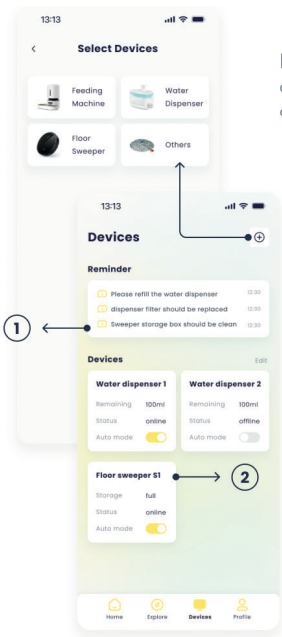 13:13
Select Devices
Feeding
Machine
Water
Dispenser
Floor
Sweeper
Others
13:13
Devices
Reminder
Please refill the water dispenser 12:30
dispenser filter should be replaced 12:30
Sweeper storage box should be clean 12:30
1
Devices Edit
Water dispenser 1
Remaining 100ml
Status online
Auto mode
Water dispenser 2
Remaining 100ml
Status offline
Auto mode
Floor sweeper S1
Storage full
Status online
Auto mode
2
Home Explore Devices Profile